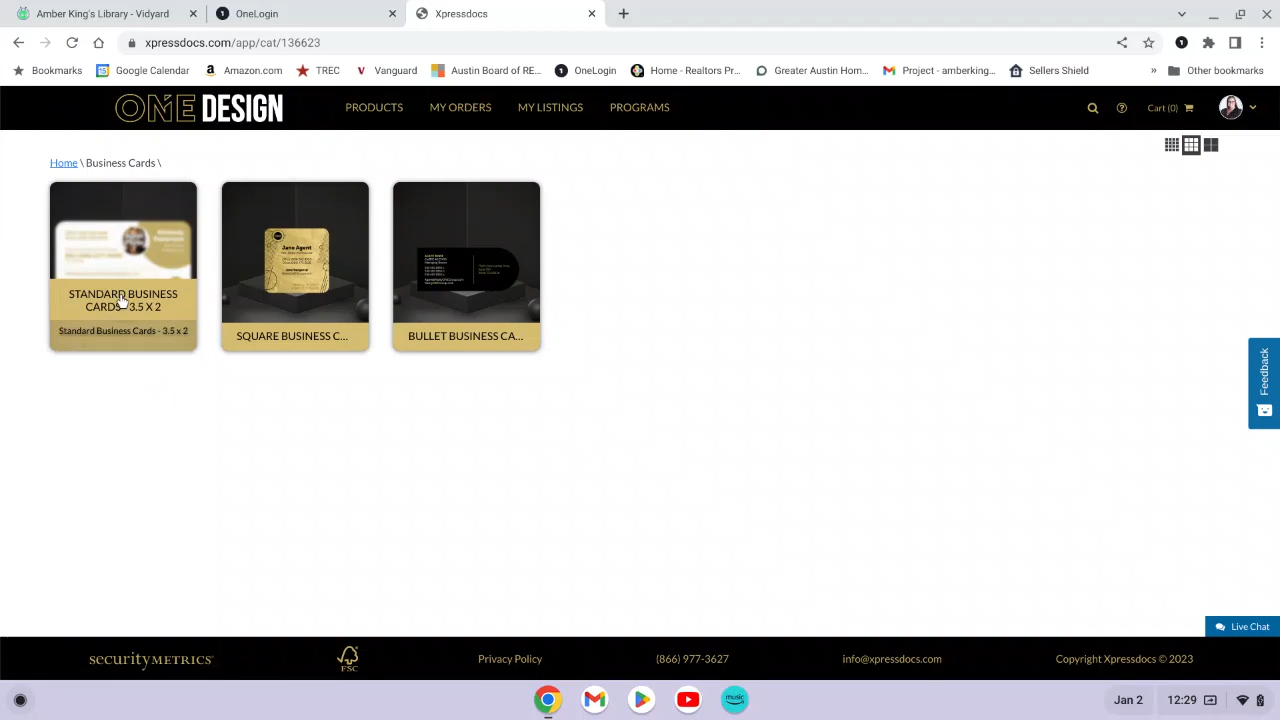 Amber King's Library - Vidyard
OneLogin
Xpressdocs
xpressdocs.com/app/cat/136623
Bookmarks
Google Calendar
Amazon.com
TREC
Vanguard
Austin Board of RE...
OneLogin
Home - Realtors Pr...
Greater Austin Hom...
Project - amberking...
Sellers Shield
»
Other bookmarks
ONE DESIGN
PRODUCTS
MY ORDERS
MY LISTINGS
PROGRAMS
Cart (0)
Home \ Business Cards \
STANDARD BUSINESS
CARDS - 3.5 X 2
Standard Business Cards - 3.5 x 2
Jane Agent
SQUARE BUSINESS C...
BULLET BUSINESS CA...
Feedback
Live Chat
securityMETRICS
FSC
Privacy Policy
(866) 977-3627
info@xpressdocs.com
Copyright Xpressdocs © 2023
music
Jan 2
12:29